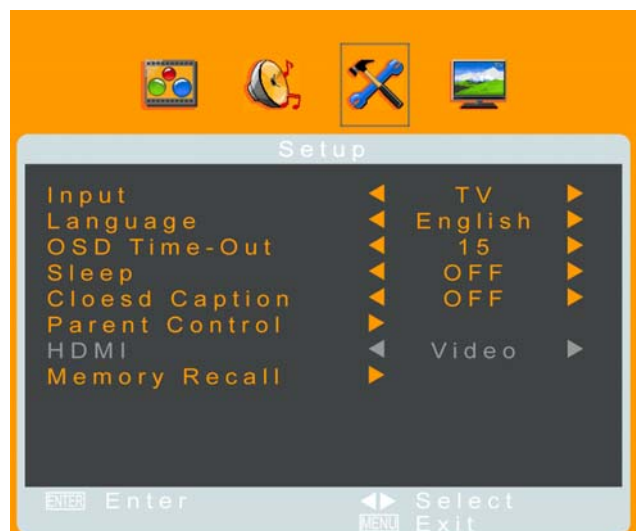 Setup
Input ◀ TV ▶
Language ◀ English ▶
OSD Time-Out ◀ 15 ▶
Sleep ◀ OFF ▶
Cloesd Caption ◀ OFF ▶
Parent Control ▶
HDMI ◀ Video ▶
Memory Recall ▶
ENTER Enter ◀▶ Select
MENU Exit